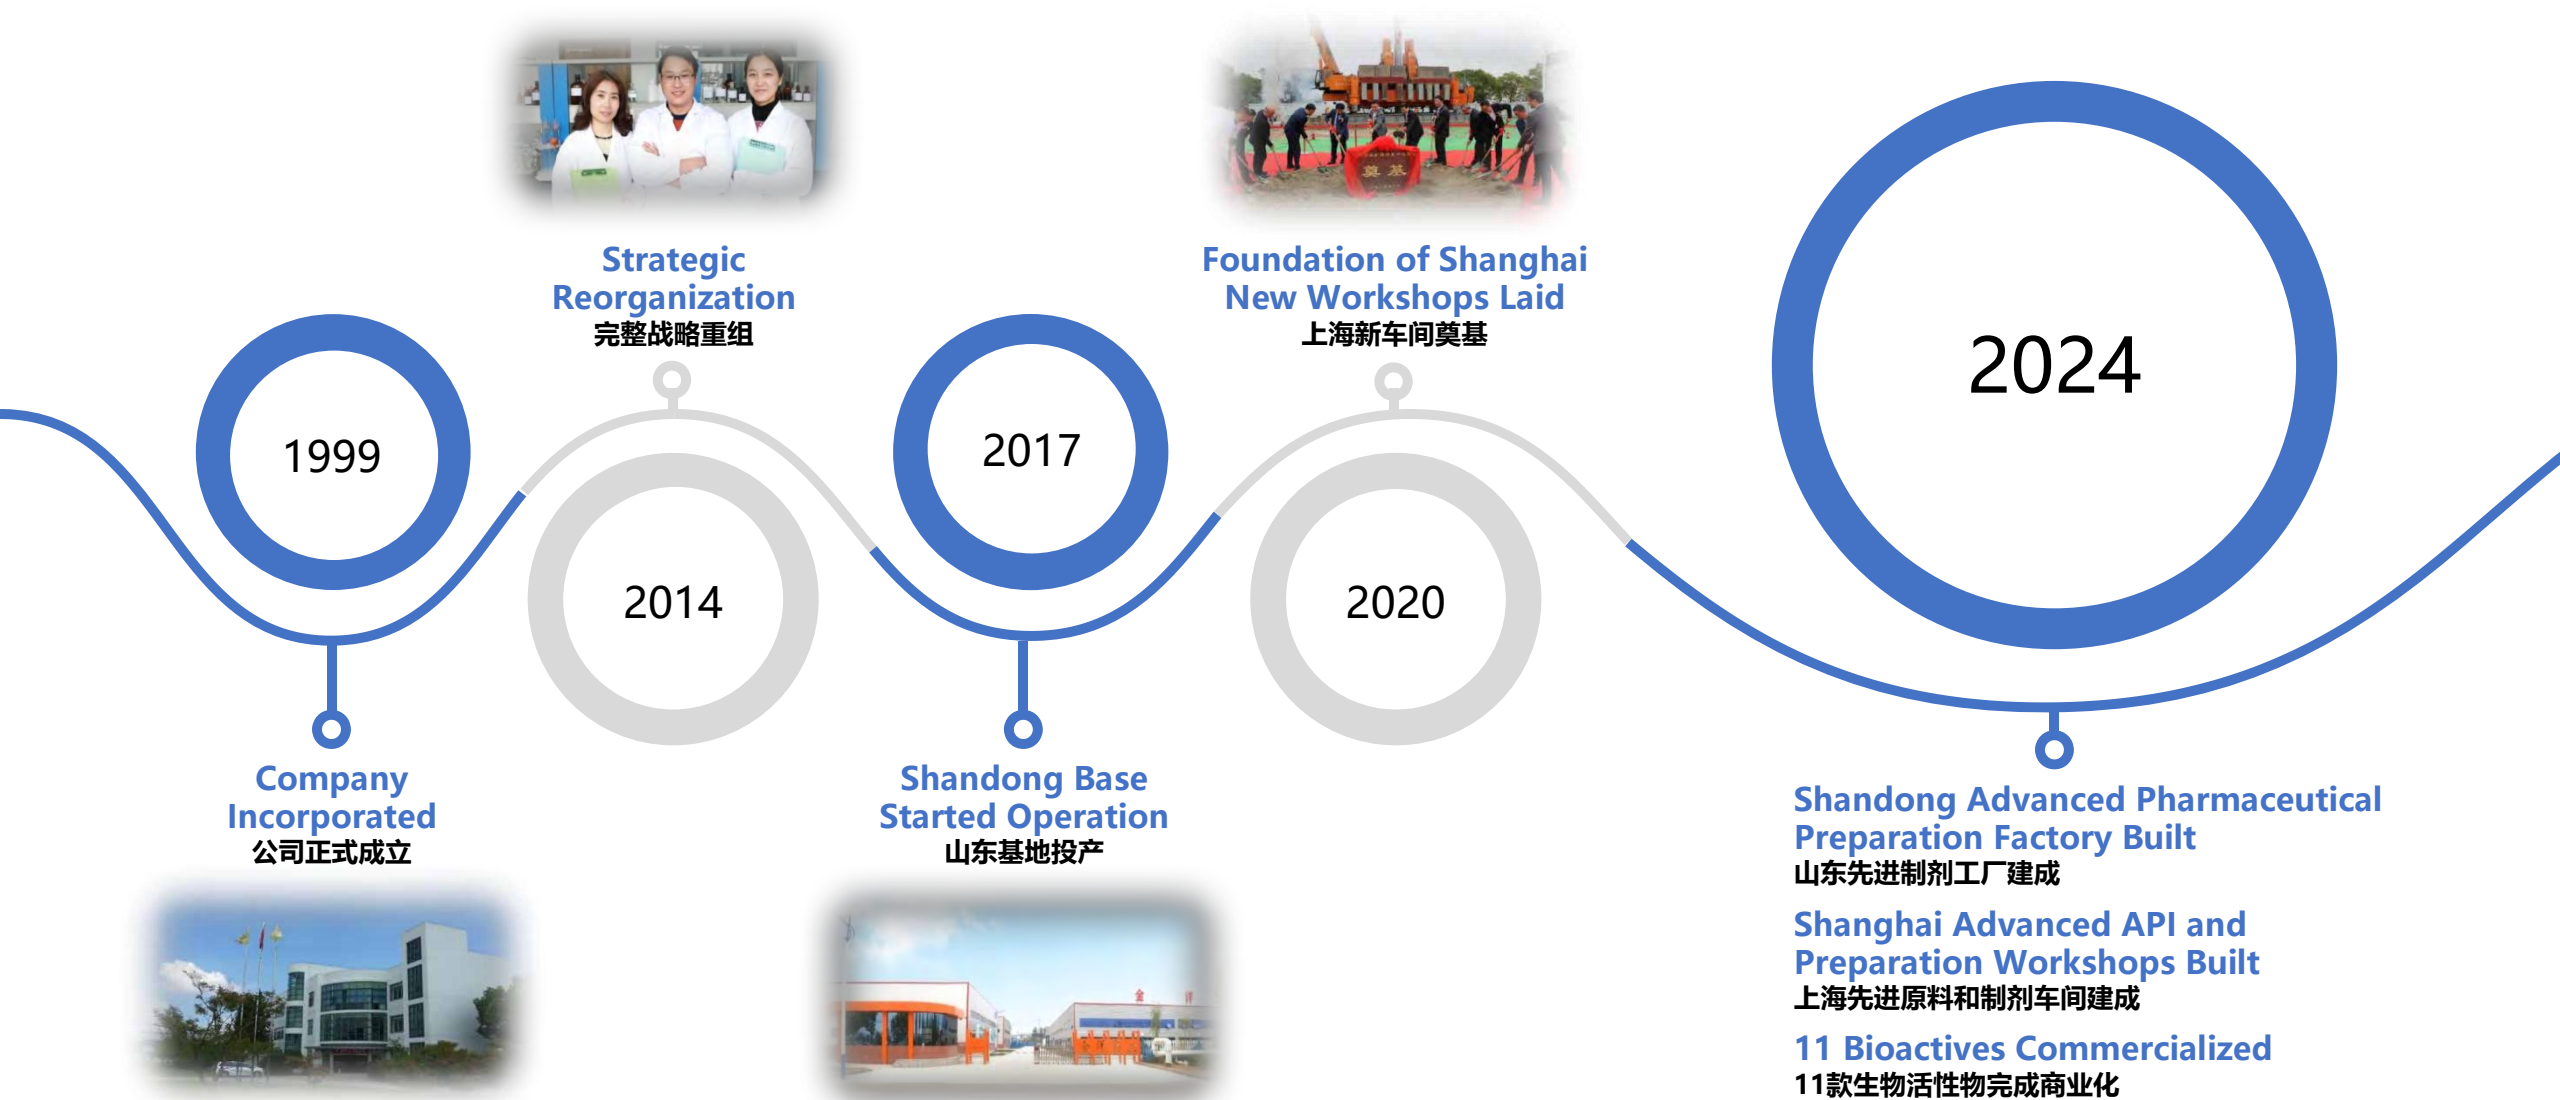 1999
Company
Incorporated
公司正式成立
Strategic
Reorganization
完整战略重组
2014
2017
Shandong Base
Started Operation
山东基地投产
金 洋
奠基
Foundation of Shanghai
New Workshops Laid
上海新车间奠基
2020
2024
Shandong Advanced Pharmaceutical
Preparation Factory Built
山东先进制剂工厂建成
Shanghai Advanced API and
Preparation Workshops Built
上海先进原料和制剂车间建成
11 Bioactives Commercialized
11款生物活性物完成商业化